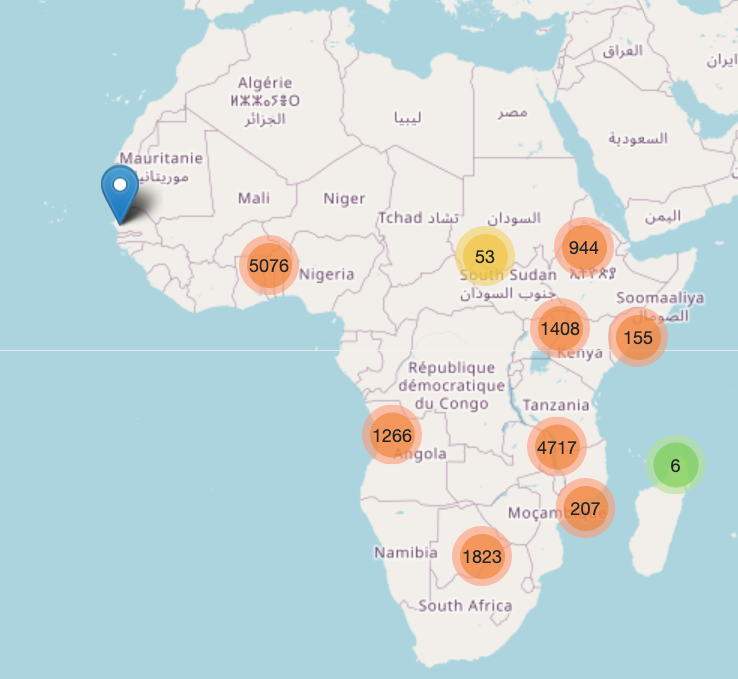 العراق
ايران
Algérie
ⵍⵣⵣⴰⵢⴻⵔ
الجزائر
ليبيا
مصر
السعودية
Mauritanie
موريتانيا
Mali
Niger
Tchad تشاد
السودان
اليمن
5076
Nigeria
53
944
South Sudan
جنوب السودان
Soomaaliya
الصومال
1408
155
Kenya
République
démocratique
du Congo
Tanzania
1266
Angola
4717
6
207
1823
Namibia
South Africa